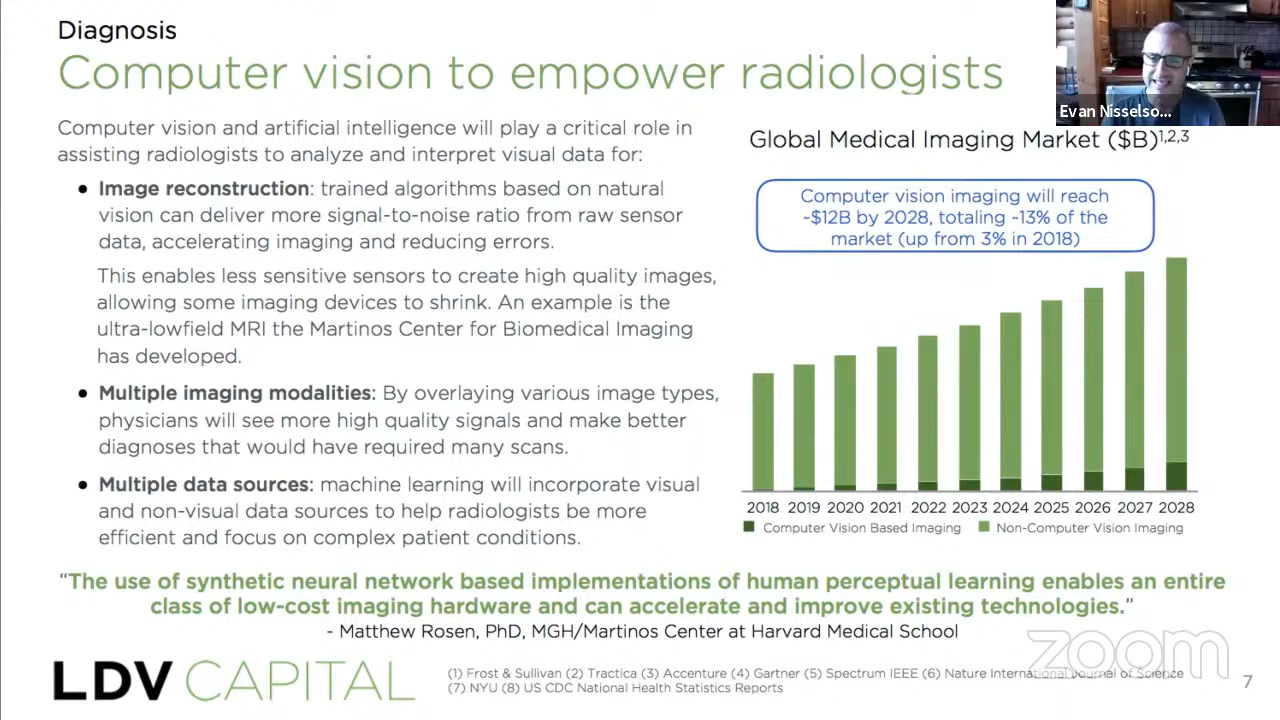 Diagnosis
Computer vision to empower radiologists
Evan Nisselso...
Computer vision and artificial intelligence will play a critical role in
assisting radiologists to analyze and interpret visual data for:
● Image reconstruction: trained algorithms based on natural
vision can deliver more signal-to-noise ratio from raw sensor
data, accelerating imaging and reducing errors.
This enables less sensitive sensors to create high quality images,
allowing some imaging devices to shrink. An example is the
ultra-lowfield MRI the Martinos Center for Biomedical Imaging
has developed.
● Multiple imaging modalities: By overlaying various image types,
physicians will see more high quality signals and make better
diagnoses that would have required many scans.
● Multiple data sources: machine learning will incorporate visual
and non-visual data sources to help radiologists be more
efficient and focus on complex patient conditions.
Global Medical Imaging Market ($B)1,2,3
Computer vision imaging will reach
~$12B by 2028, totaling ~13% of the
market (up from 3% in 2018)
2018 2019 2020 2021 2022 2023 2024 2025 2026 2027 2028
Computer Vision Based Imaging Non-Computer Vision Imaging
“The use of synthetic neural network based implementations of human perceptual learning enables an entire
class of low-cost imaging hardware and can accelerate and improve existing technologies.”
- Matthew Rosen, PhD, MGH/Martinos Center at Harvard Medical School
zoom
LDV CAPITAL
(1) Frost & Sullivan (2) Tractica (3) Accenture (4) Gartner (5) Spectrum IEEE (6) Nature International Journal of Science
(7) NYU (8) US CDC National Health Statistics Reports
7